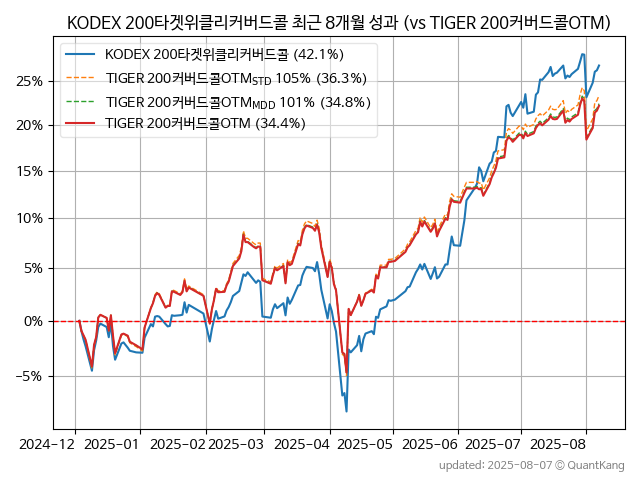 KODEX 200타겟위클리커버드콜 최근 8개월 성과 (vs TIGER 200커버드콜OTM)
KODEX 200타겟위클리커버드콜 (42.1%)
TIGER 200커버드콜OTM STD 105% (36.3%)
TIGER 200커버드콜OTM MDD 101% (34.8%)
TIGER 200커버드콜OTM (34.4%)
25%
20%
15%
10%
5%
0%
−5%
2024-12 2025-01 2025-02 2025-03 2025-04 2025-05 2025-06 2025-07 2025-08
updated: 2025-08-07 © QuantKang